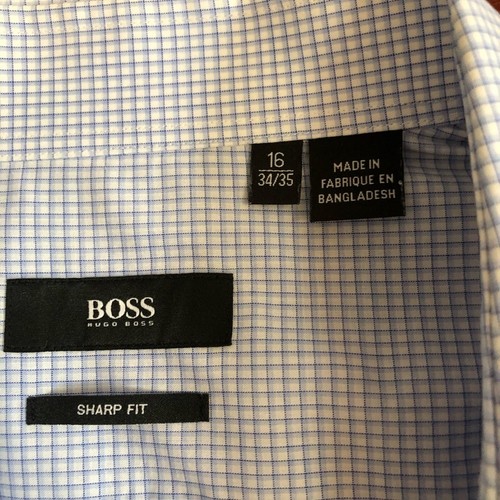 16
34/35
MADE IN
FABRIQUE EN
BANGLADESH
BOSS
HUGO BOSS
SHARP FIT